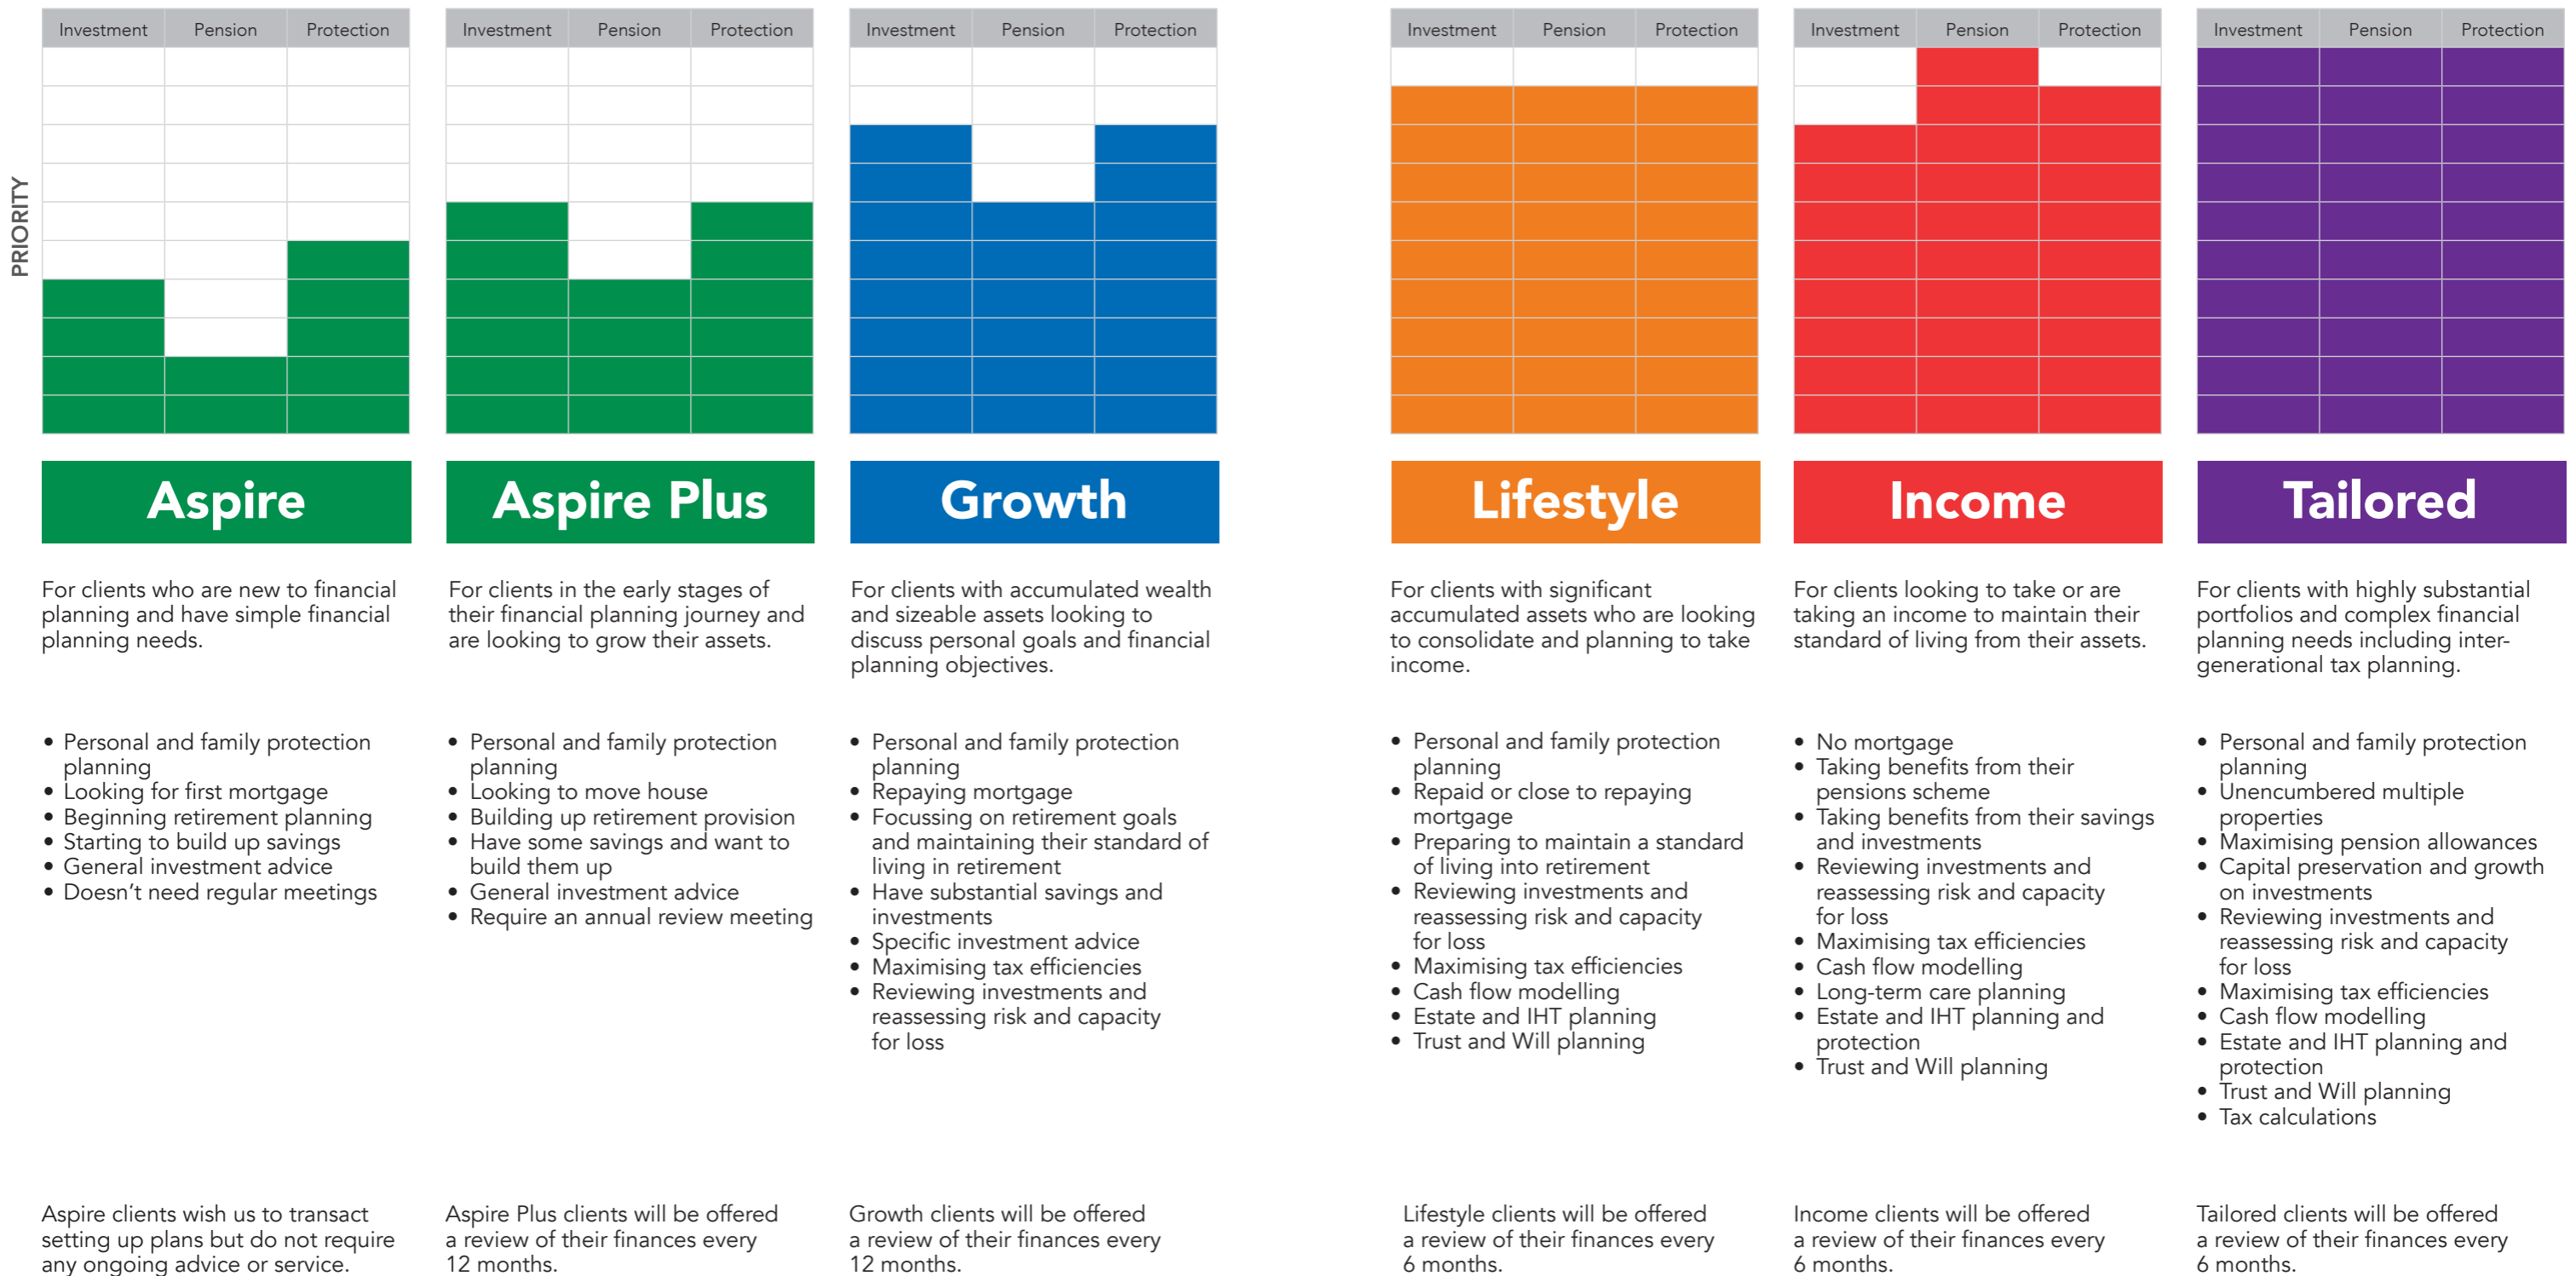 PRIORITY
Investment Pension Protection
Aspire
For clients who are new to financial
planning and have simple financial
planning needs.
• Personal and family protection
planning
• Looking for first mortgage
• Beginning retirement planning
• Starting to build up savings
• General investment advice
• Doesn’t need regular meetings
Aspire clients wish us to transact
setting up plans but do not require
any ongoing advice or service.
Investment Pension Protection
Aspire Plus
For clients in the early stages of
their financial planning journey and
are looking to grow their assets.
• Personal and family protection
planning
• Looking to move house
• Building up retirement provision
• Have some savings and want to
build them up
• General investment advice
• Require an annual review meeting
Aspire Plus clients will be offered
a review of their finances every
12 months.
Investment Pension Protection
Growth
For clients with accumulated wealth
and sizeable assets looking to
discuss personal goals and financial
planning objectives.
• Personal and family protection
planning
• Repaying mortgage
• Focussing on retirement goals
and maintaining their standard of
living in retirement
• Have substantial savings and
investments
• Specific investment advice
• Maximising tax efficiencies
• Reviewing investments and
reassessing risk and capacity
for loss
Growth clients will be offered
a review of their finances every
12 months.
Investment Pension Protection
Lifestyle
For clients with significant
accumulated assets who are looking
to consolidate and planning to take
income.
• Personal and family protection
planning
• Repaid or close to repaying
mortgage
• Preparing to maintain a standard
of living into retirement
• Reviewing investments and
reassessing risk and capacity
for loss
• Maximising tax efficiencies
• Cash flow modelling
• Estate and IHT planning
• Trust and Will planning
Lifestyle clients will be offered
a review of their finances every
6 months.
Investment Pension Protection
Income
For clients looking to take or are
taking an income to maintain their
standard of living from their assets.
• No mortgage
• Taking benefits from their
pensions scheme
• Taking benefits from their savings
and investments
• Reviewing investments and
reassessing risk and capacity
for loss
• Maximising tax efficiencies
• Cash flow modelling
• Long-term care planning
• Estate and IHT planning and
protection
• Trust and Will planning
Income clients will be offered
a review of their finances every
6 months.
Investment Pension Protection
Tailored
For clients with highly substantial
portfolios and complex financial
planning needs including inter-
generational tax planning.
• Personal and family protection
planning
• Unencumbered multiple
properties
• Maximising pension allowances
• Capital preservation and growth
on investments
• Reviewing investments and
reassessing risk and capacity
for loss
• Maximising tax efficiencies
• Cash flow modelling
• Estate and IHT planning and
protection
• Trust and Will planning
• Tax calculations
Tailored clients will be offered
a review of their finances every
6 months.